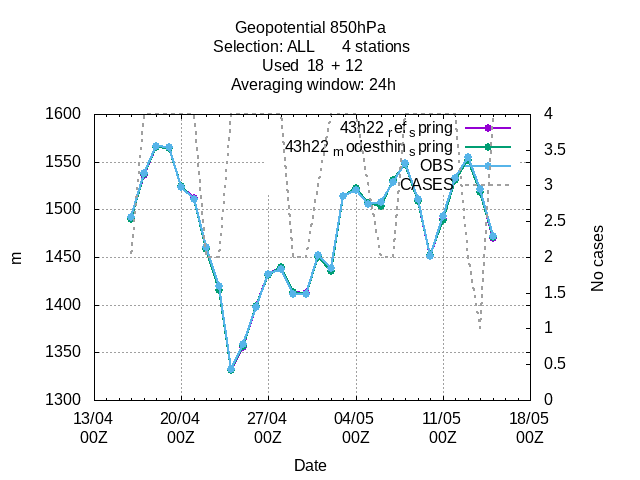 Geopotential 850hPa
Selection: ALL 4 stations
Used 18 + 12
Averaging window: 24h
1600
1550
1500
1450
1400
1350
1300
m
43h22 refspring
43h22 modesthinspring
OBS
CASES
4
3.5
3
2.5
2
1.5
1
0.5
0
No cases
13/04 20/04 27/04 04/05 11/05 18/05
00Z 00Z 00Z 00Z 00Z 00Z
Date